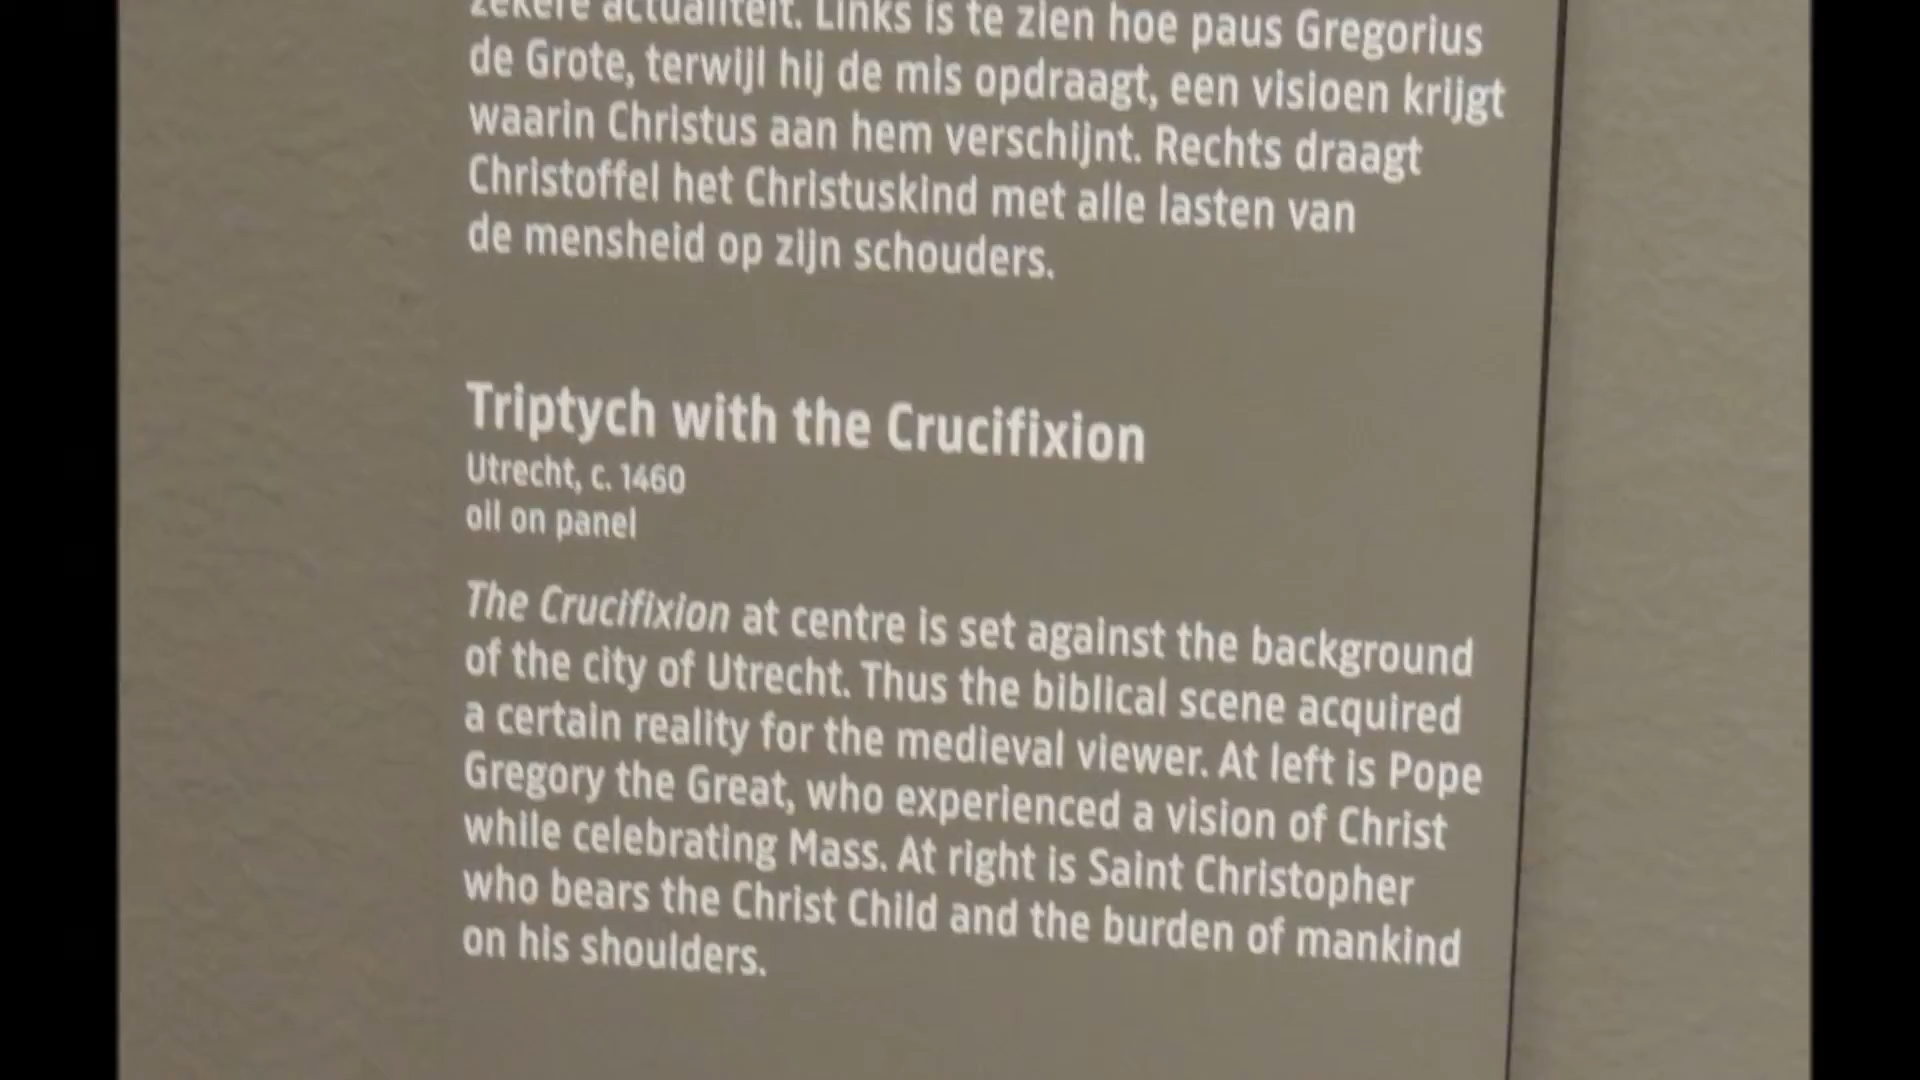 zekere actualiteit. Links is te zien hoe paus Gregorius
de Grote, terwijl hij de mis opdraagt, een visioen krijgt
waarin Christus aan hem verschijnt. Rechts draagt
Christoffel het Christuskind met alle lasten van
de mensheid op zijn schouders.
Triptych with the Crucifixion
Utrecht, c. 1460
oil on panel
The Crucifixion at centre is set against the background
of the city of Utrecht. Thus the biblical scene acquired
a certain reality for the medieval viewer. At left is Pope
Gregory the Great, who experienced a vision of Christ
while celebrating Mass. At right is Saint Christopher
who bears the Christ Child and the burden of mankind
on his shoulders.